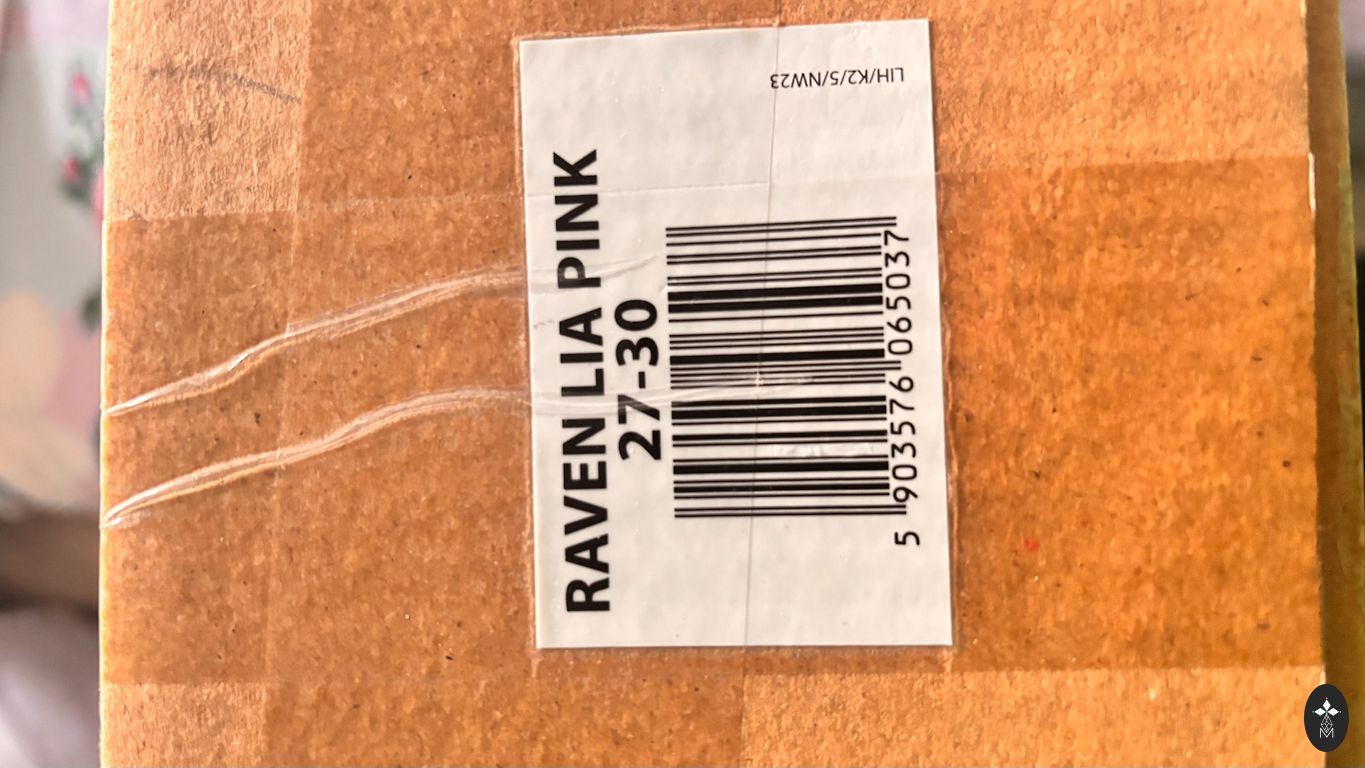 RAVEN LIA PINK
27-30
5 903576 065037
LIH/K2/5/NW23
M